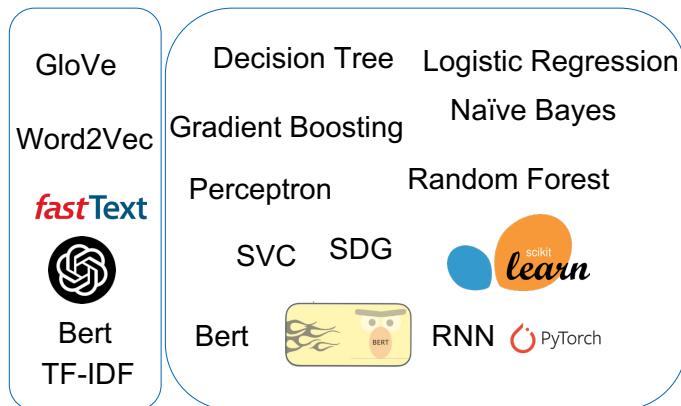 GloVe
Word2Vec
fastText
Bert
TF-IDF
Decision Tree
Logistic Regression
Naïve Bayes
Gradient Boosting
Random Forest
Perceptron
SVC
SDG
scikit
learn
Bert
BERT
RNN
PyTorch